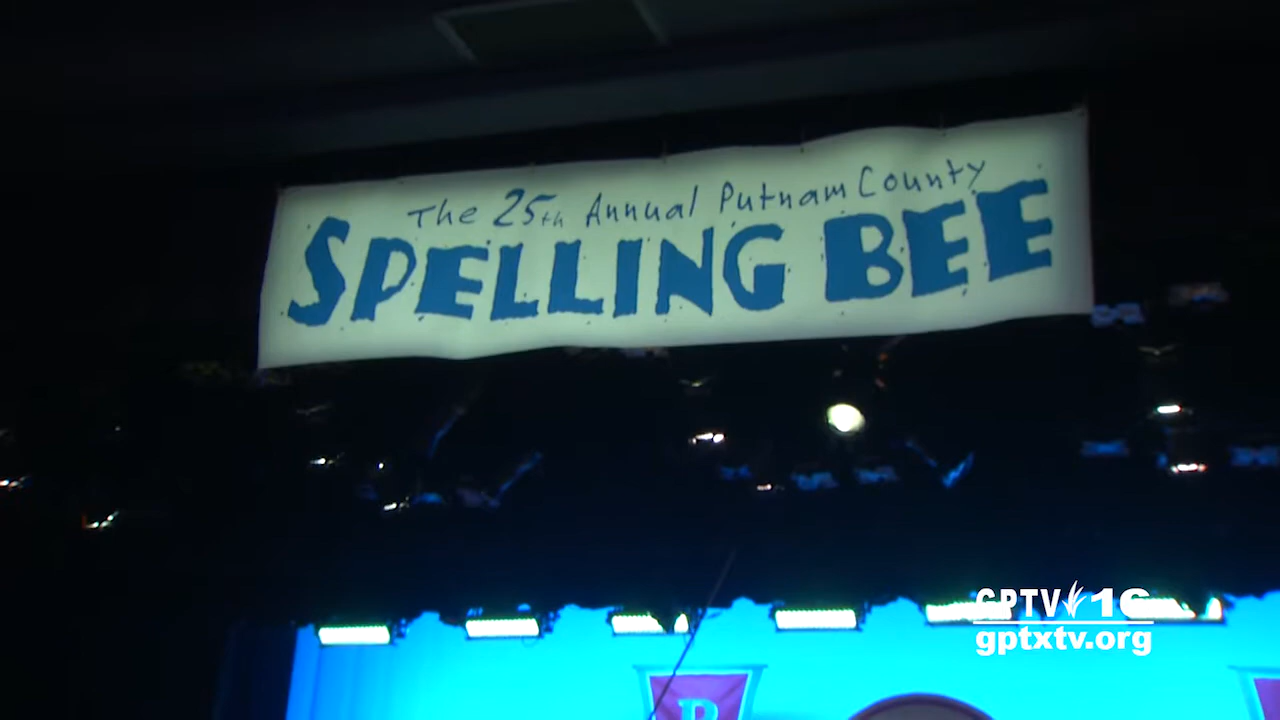 The 25th Annual Putnam County
SPELLING BEE
GPTV 16
gptxtv.org
P